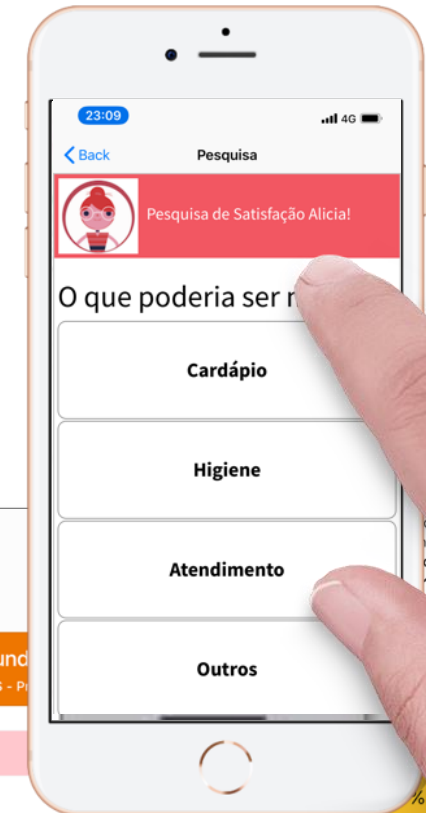 23:09
4G
Back
Pesquisa
Pesquisa de Satisfação Alicia!
O que poderia ser
Cardápio
Higiene
Atendimento
Outros
%